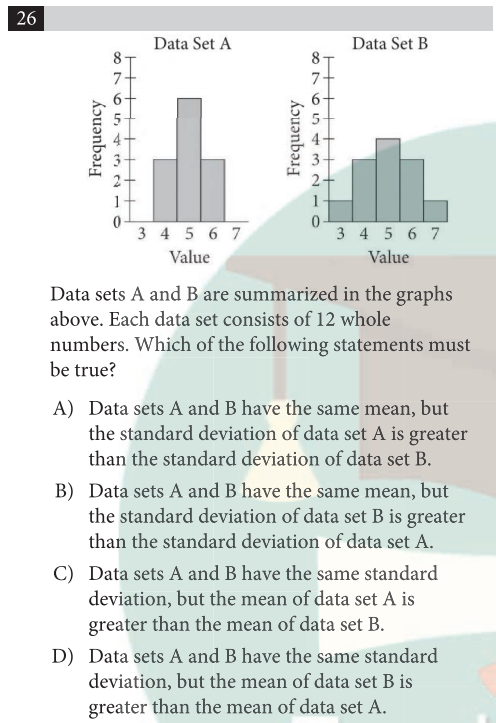 26
Data Set A
Data Set B
8
7
6
5
4
3
2
1
0
Frequency
3 4 5 6 7
Value
8
7
6
5
4
3
2
1
0
Frequency
3 4 5 6 7
Value
Data sets A and B are summarized in the graphs
above. Each data set consists of 12 whole
numbers. Which of the following statements must
be true?
A) Data sets A and B have the same mean, but
the standard deviation of data set A is greater
than the standard deviation of data set B.
B) Data sets A and B have the same mean, but
the standard deviation of data set B is greater
than the standard deviation of data set A.
C) Data sets A and B have the same standard
deviation, but the mean of data set A is
greater than the mean of data set B.
D) Data sets A and B have the same standard
deviation, but the mean of data set B is
greater than the mean of data set A.